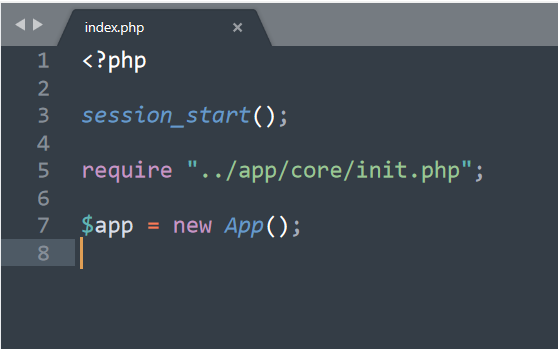 index.php
1 <?php
2
3 session_start();
4
5 require "../app/core/init.php";
6
7 $app = new App();
8